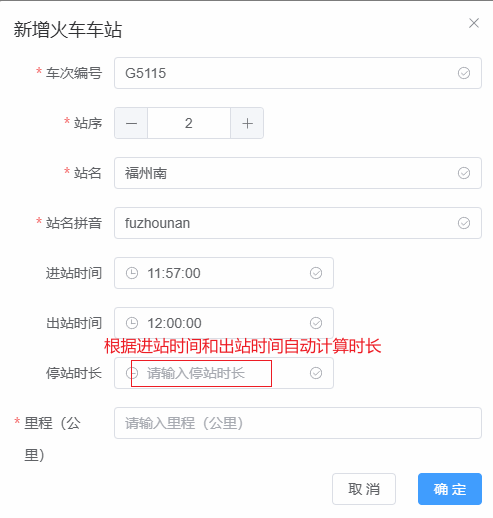 新增火车车站
* 车次编号 G5115
* 站序 2
* 站名 福州南
* 站名拼音 fuzhounan
进站时间 11:57:00
出站时间 12:00:00
根据进站时间和出站时间自动计算时长
停站时长 请输入停站时长
* 里程（公 请输入里程（公里）
里）
取 消 确 定